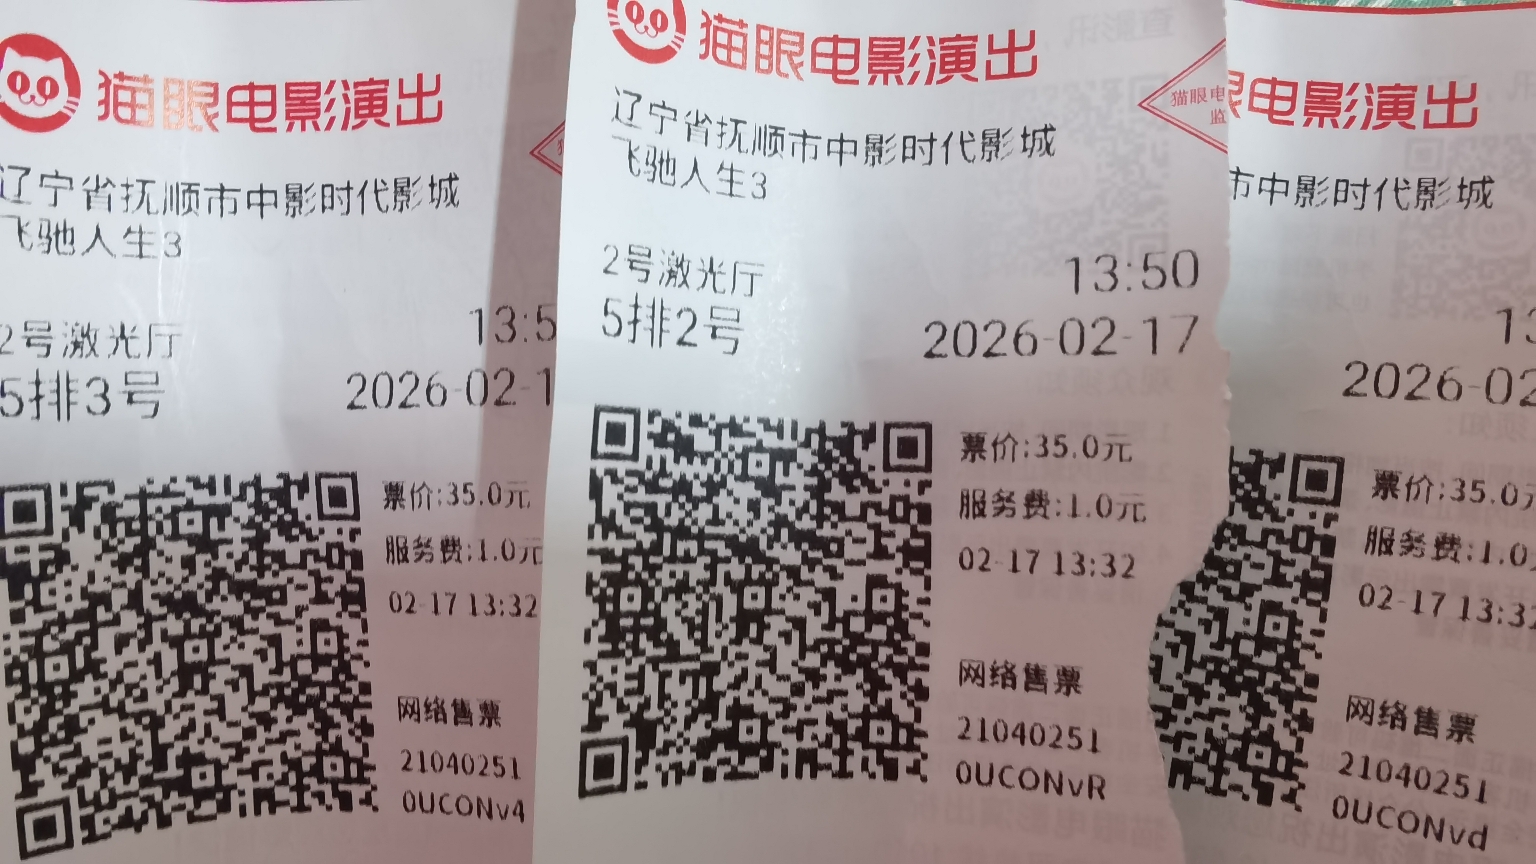 猫眼电影演出
辽宁省抚顺市中影时代影城
飞驰人生3
2号激光厅
13:5
5排3号
2026-02-1
票价:35.0元
服务费:1.0元
02-17 13:32
网络售票
21040251
0UCONv4
猫眼电影演出
猫眼电
监
辽宁省抚顺市中影时代影城
飞驰人生3
2号激光厅
13:50
5排2号
2026-02-17
票价:35.0元
服务费:1.0元
02-17 13:32
网络售票
21040251
0UCONvR
电影演出
市中影时代影城
2026-02
票价:35.0元
服务费:1.0
02-17 13:32
网络售票
21040251
0UCONvd